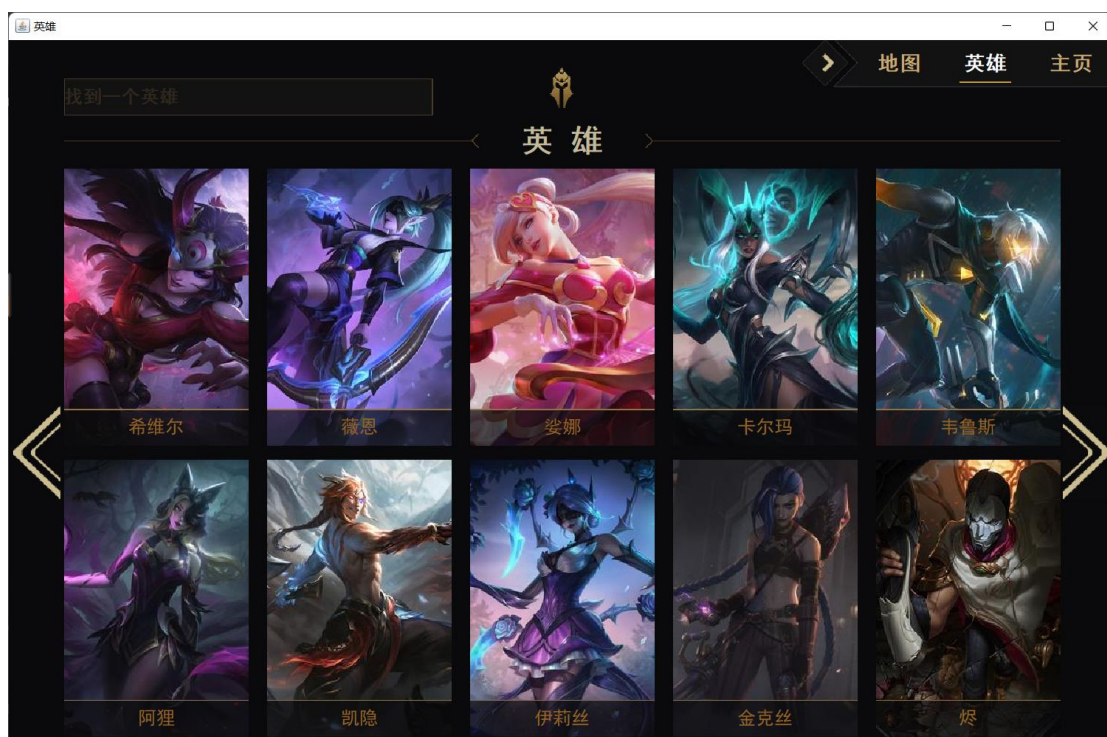 英雄
地图 英雄 主页
找到一个英雄
英雄
希维尔 薇恩 娑娜 卡尔玛 韦鲁斯
阿狸 凯隐 伊莉丝 金克丝 烬